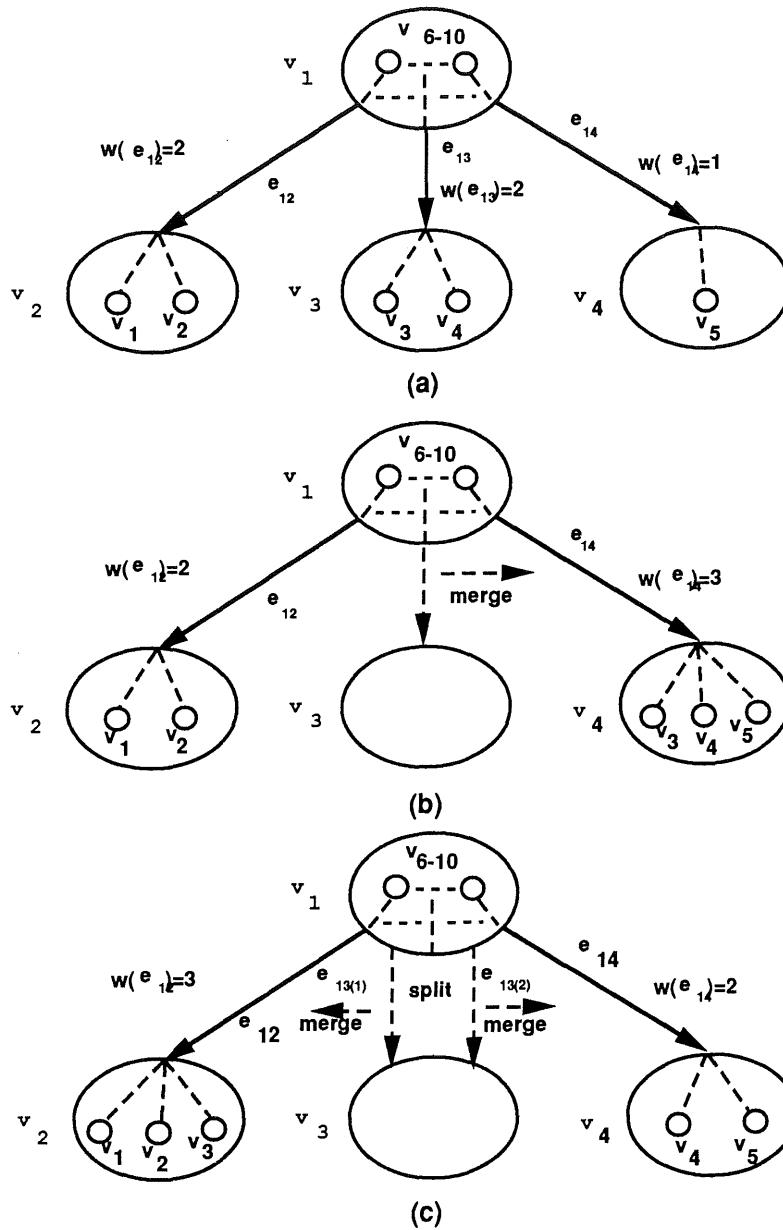 v 6-10
v 1
w( e 12)=2
e 12
e 13
w( e 13)=2
e 14
w( e 14)=1
v 2
v 1 v 2
v 3
v 3 v 4
v 4
v 5
(a)
v 6-10
v 1
w( e 12)=2
e 12
merge
e 14
w( e 14)=3
v 2
v 1 v 2
v 3
v 4
v 3 v 4 v 5
(b)
v 6-10
v 1
w( e 12)=3
e 12
e 13(1)
split
e 13(2)
merge
merge
e 14
w( e 14)=2
v 2
v 1 v 2 v 3
v 3
v 4
v 4 v 5
(c)